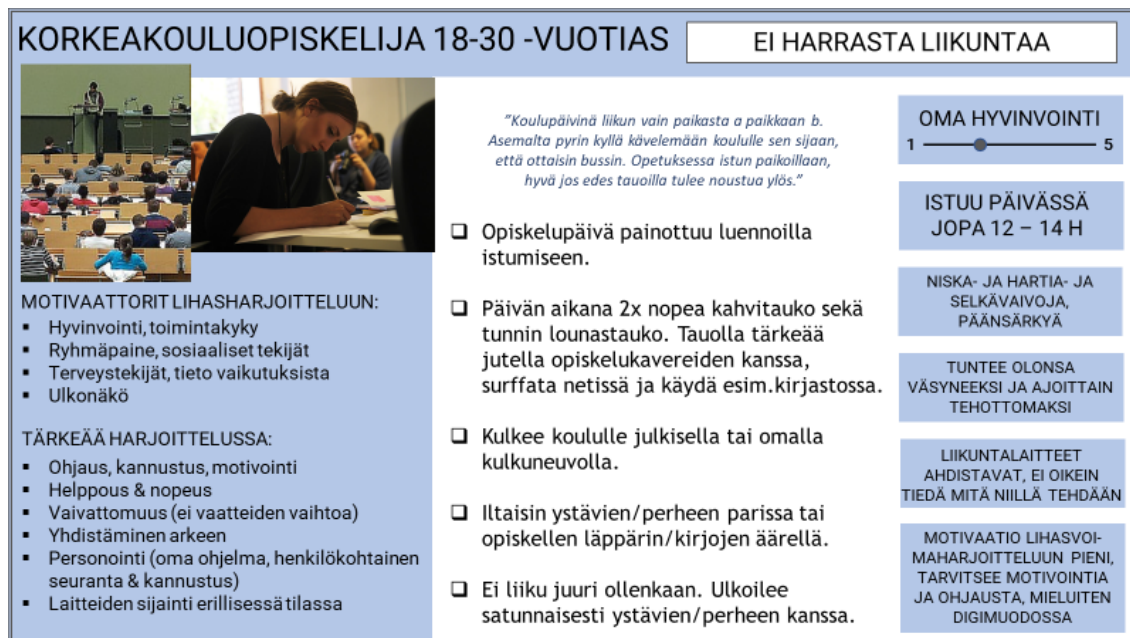 KORKEAKOULUOPISKELIJA 18-30 -VUOTIAS
EI HARRASTA LIIKUNTAA
MOTIVAATTORIT LIHASHARJOITTELUUN:
▪ Hyvinvointi, toimintakyky
▪ Ryhmäpaine, sosiaaliset tekijät
▪ Terveystekijät, tieto vaikutuksista
▪ Ulkonäkö
TÄRKEÄÄ HARJOITTELUSSA:
▪ Ohjaus, kannustus, motivointi
▪ Helppous & nopeus
▪ Vaivattomuus (ei vaatteiden vaihtoa)
▪ Yhdistäminen arkeen
▪ Personointi (oma ohjelma, henkilökohtainen
seuranta & kannustus)
▪ Laitteiden sijainti erillisessä tilassa
”Koulupäivinä liikun vain paikasta a paikkaan b.
Asemalta pyrin kyllä kävelemään koululle sen sijaan,
että ottaisin bussin. Opetuksessa istun paikoillaan,
hyvä jos edes tauoilla tulee noustua ylös.”
❑ Opiskelupäivä painottuu luennoilla
istumiseen.
❑ Päivän aikana 2x nopea kahvitauko sekä
tunnin lounastauko. Tauolla tärkeää
jutella opiskelukavereiden kanssa,
surffata netissä ja käydä esim.kirjastossa.
❑ Kulkee koululle julkisella tai omalla
kulkuneuvolla.
❑ Iltaisin ystävien/perheen parissa tai
opiskellen läppärin/kirjojen äärellä.
❑ Ei liiku juuri ollenkaan. Ulkoilee
satunnaisesti ystävien/perheen kanssa.
OMA HYVINVOINTI
1 5
ISTUU PÄIVÄSSÄ
JOPA 12 – 14 H
NISKA- JA HARTIA- JA
SELKÄVAIVOJA,
PÄÄNSÄRKYÄ
TUNTEE OLONSA
VÄSYNEEKSI JA AJOITTAIN
TEHOTTOMAKSI
LIIKUNTALAITTEET
AHDISTAVAT, EI OIKEIN
TIEDÄ MITÄ NIILLÄ TEHDÄÄN
MOTIVAATIO LIHASVOI-
MAHARJOITTELUUN PIENI,
TARVITSEE MOTIVOINTIA
JA OHJAUSTA, MIELUITEN
DIGIMUODOSSA